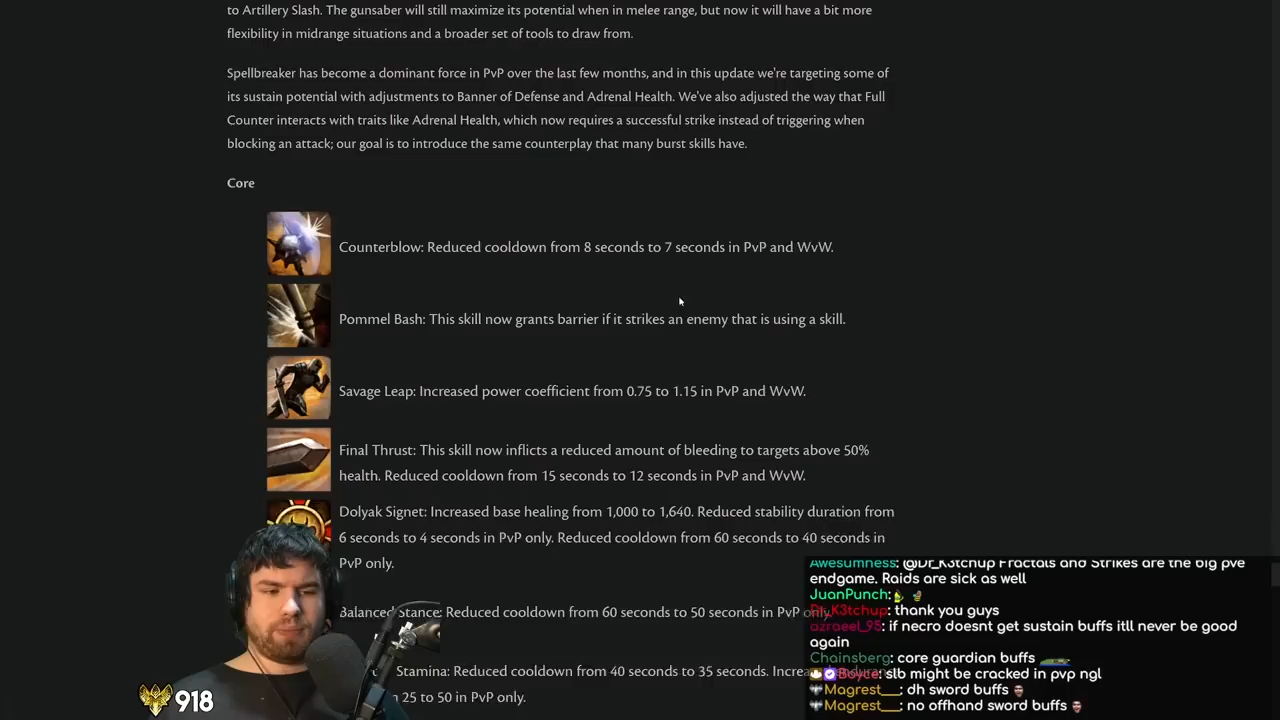 to Artillery Slash. The gunsaber will still maximize its potential when in melee range, but now it will have a bit more
flexibility in midrange situations and a broader set of tools to draw from.
Spellbreaker has become a dominant force in PvP over the last few months, and in this update we're targeting some of
its sustain potential with adjustments to Banner of Defense and Adrenal Health. We've also adjusted the way that Full
Counter interacts with traits like Adrenal Health, which now requires a successful strike instead of triggering when
blocking an attack; our goal is to introduce the same counterplay that many burst skills have.
Core
Counterblow: Reduced cooldown from 8 seconds to 7 seconds in PvP and WvW.
Pommel Bash: This skill now grants barrier if it strikes an enemy that is using a skill.
Savage Leap: Increased power coefficient from 0.75 to 1.15 in PvP and WvW.
Final Thrust: This skill now inflicts a reduced amount of bleeding to targets above 50%
health. Reduced cooldown from 15 seconds to 12 seconds in PvP and WvW.
Dolyak Signet: Increased base healing from 1,000 to 1,640. Reduced stability duration from
6 seconds to 4 seconds in PvP only. Reduced cooldown from 60 seconds to 40 seconds in
PvP only.
Balanced Stance: Reduced cooldown from 60 seconds to 50 seconds in PvP only.
Stamina: Reduced cooldown from 40 seconds to 35 seconds.
from 25 to 50 in PvP only.
918
Awesumness: @Dr_K3tchup Fractals and Strikes are the big pve
endgame. Raids are sick as well
JuanPunch:
Dr_K3tchup: thank you guys
azraeel_95: if necro doesnt get sustain buffs itll never be good
again
Chainsberg: core guardian buffs
Boyce: slb might be cracked in pvp ngl
Magrest__: dh sword buffs
Magrest__: no offhand sword buffs